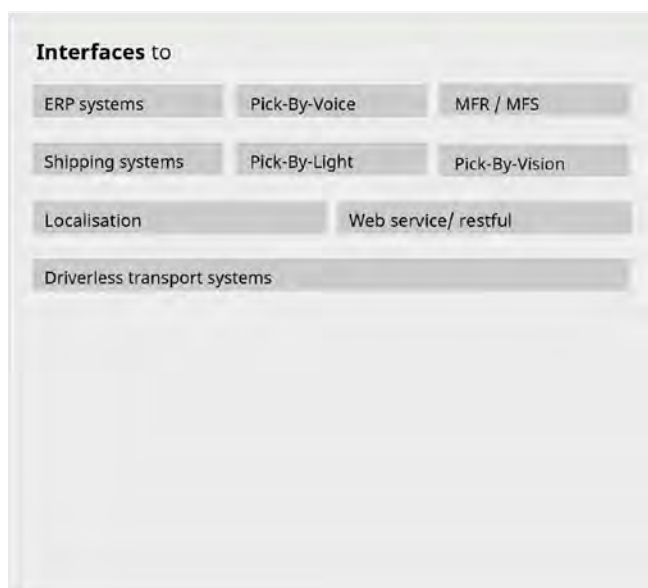 Interfaces to
ERP systems
Pick-By-Voice
MFR / MFS
Shipping systems
Pick-By-Light
Pick-By-Vision
Localisation
Web service/ restful
Driverless transport systems